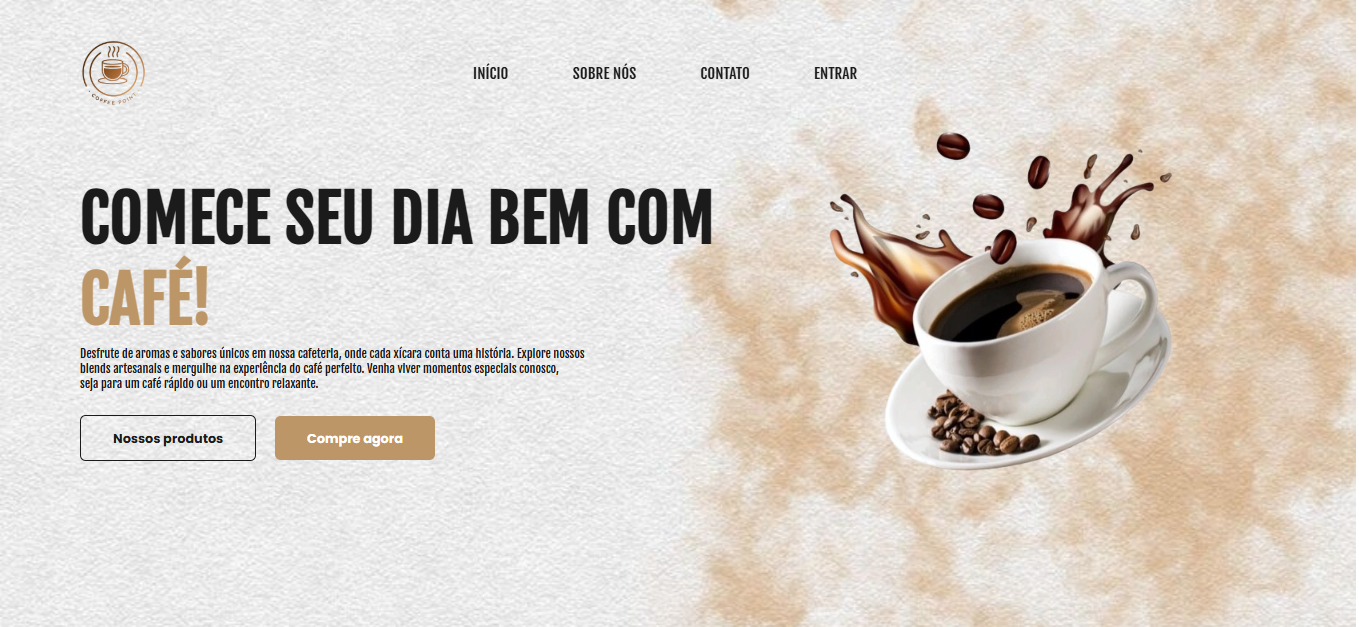 COFFEE POINT
INÍCIO
SOBRE NÓS
CONTATO
ENTRAR
COMECE SEU DIA BEM COM
CAFÉ!
Desfrute de aromas e sabores únicos em nossa cafeteria, onde cada xícara conta uma história. Explore nossos
blends artesanais e mergulhe na experiência do café perfeito. Venha viver momentos especiais conosco,
seja para um café rápido ou um encontro relaxante.
Nossos produtos
Compre agora